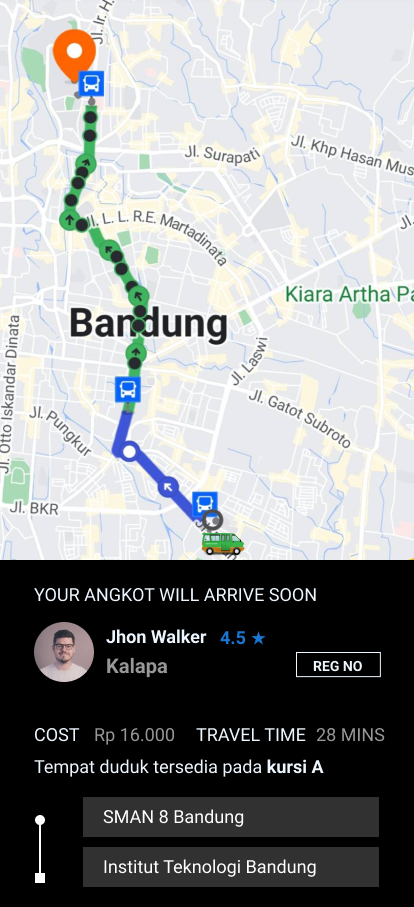 Jl. Ir. H.
Jl. Surapati
Jl. Khp Hasan Mus
Jl. L. L. R.E. Martadinata
Kiara Artha Pa
Bandung
Jl. Otto Iskandar Dinata
Jl. Laswi
Jl. Gatot Subroto
Jl. Pungkur
Jl. BKR
YOUR ANGKOT WILL ARRIVE SOON
Jhon Walker 4.5 ★
Kalapa
REG NO
COST Rp 16.000 TRAVEL TIME 28 MINS
Tempat duduk tersedia pada kursi A
SMAN 8 Bandung
Institut Teknologi Bandung